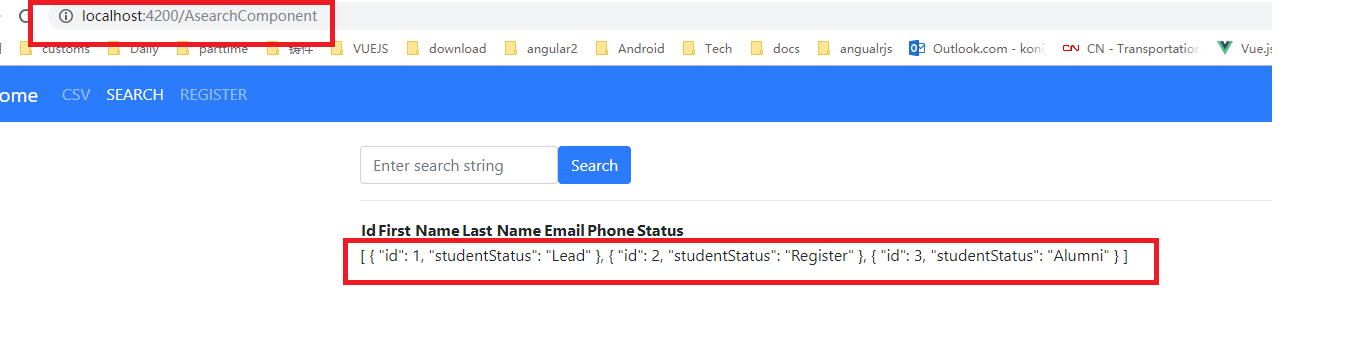 localhost:4200/AsearchComponent
customs Daily parttime 铸件 VUEJS download angular2 Android Tech docs angualrjs Outlook.com - koni CN - Transportation Vue.js
ome CSV SEARCH REGISTER
Enter search string Search
Id First Name Last Name Email Phone Status
[ { "id": 1, "studentStatus": "Lead" }, { "id": 2, "studentStatus": "Register" }, { "id": 3, "studentStatus": "Alumni" } ]